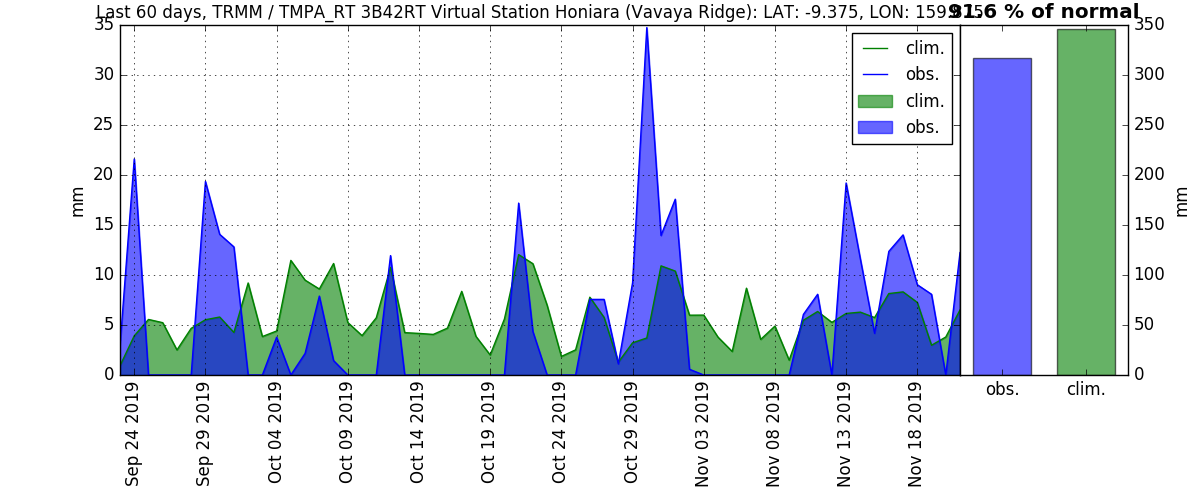 Last 60 days, TRMM / TMPA_RT 3B42RT Virtual Station Honiara (Vavaya Ridge): LAT: -9.375, LON:
91.6 % of normal
35
30
25
20
15
10
5
0
mm
clim.
obs.
clim.
obs.
Sep 24 2019
Sep 29 2019
Oct 04 2019
Oct 09 2019
Oct 14 2019
Oct 19 2019
Oct 24 2019
Oct 29 2019
Nov 03 2019
Nov 08 2019
Nov 13 2019
Nov 18 2019
350
300
250
200
150
100
50
0
mm
obs.
clim.